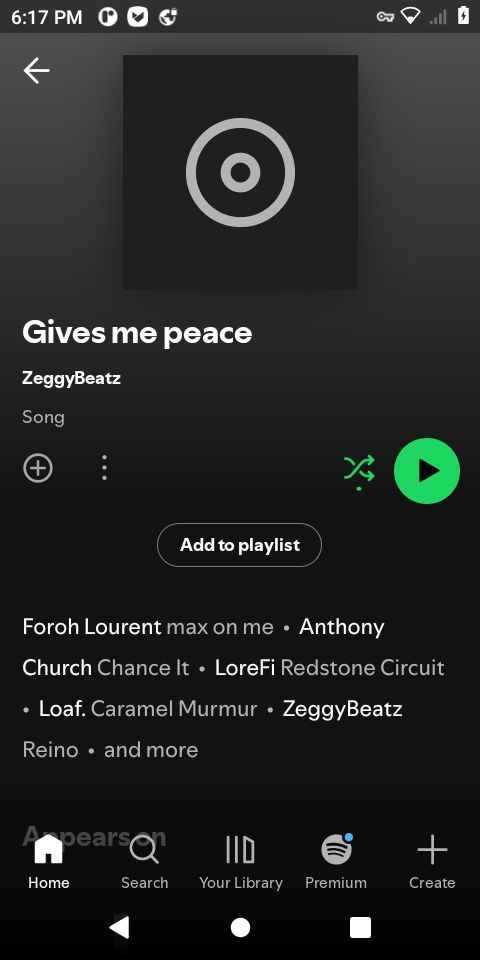 6:17 PM
Gives me peace
ZeggyBeatz
Song
Add to playlist
Foroh Lourent max on me • Anthony
Church Chance It • LoreFi Redstone Circuit
• Loaf. Caramel Murmur • ZeggyBeatz
Reino • and more
Appears on
Home Search Your Library Premium Create